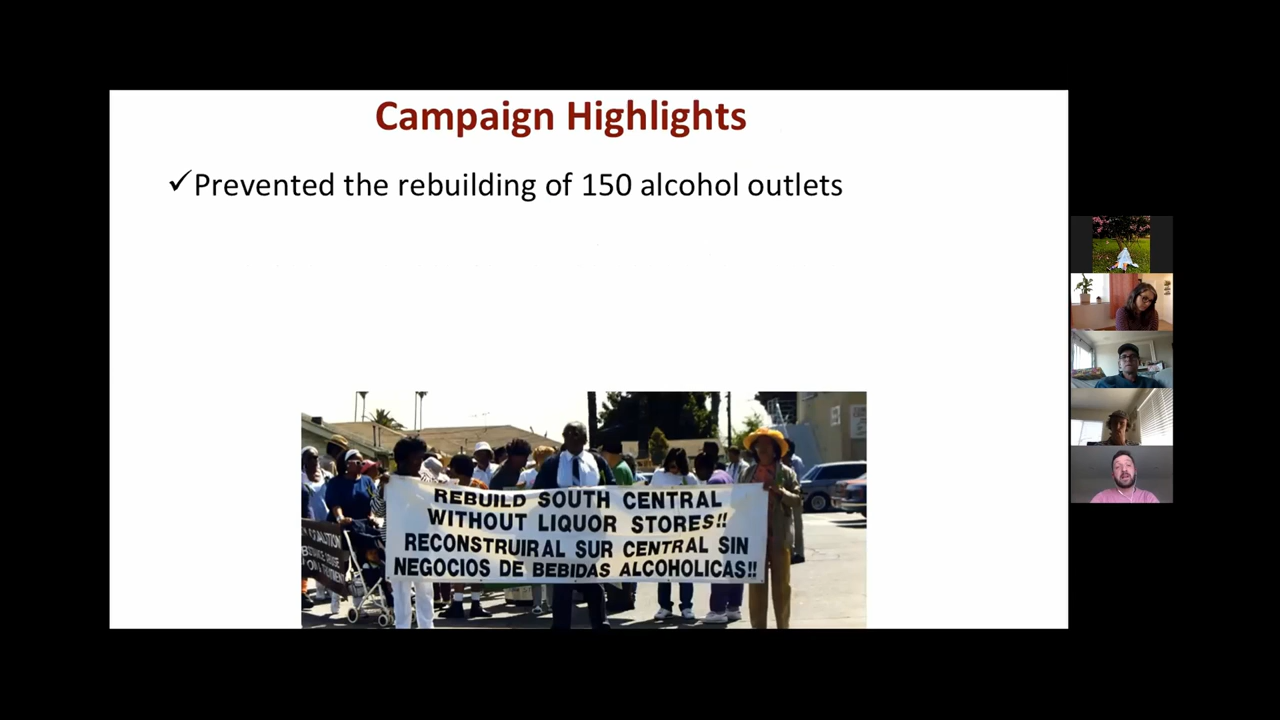 Campaign Highlights
✓Prevented the rebuilding of 150 alcohol outlets
REBUILD SOUTH CENTRAL
WITHOUT LIQUOR STORES!!
RECONSTRUIRAL SUR CENTRAL SIN
NEGOCIOS DE BEBIDAS ALCOHOLICAS!!
COALITION